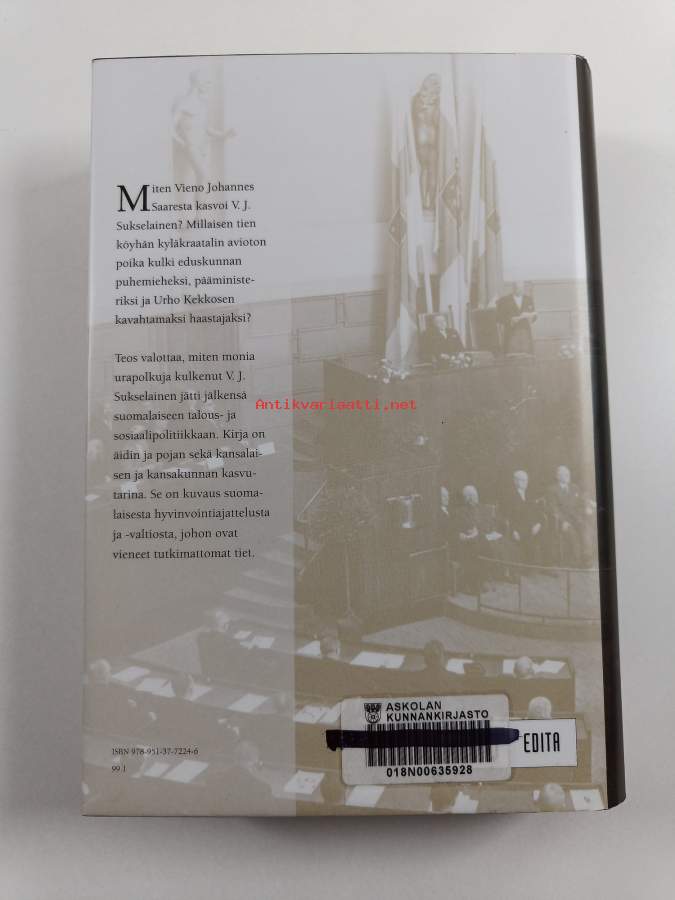 Miten Vieno Johannes
Saaresta kasvoi V. J.
Sukselainen? Millaisen tien
köyhän kyläkraatalin avioton
poika kulki eduskunnan
puhemieheksi, pääministe-
riksi ja Urho Kekkosen
kavahtamaksi haastajaksi?
Teos valottaa, miten monia
urapolkuja kulkenut V. J.
Sukselainen jätti jälkensä
suomalaiseen talous- ja
sosiaalipolitiikkaan. Kirja on
äidin ja pojan sekä kansalai-
sen ja kansakunnan kasvu-
tarina. Se on kuvaus suoma-
laisesta hyvinvointiajattelusta
ja -valtiosta, johon ovat
vieneet tutkimattomat tiet.
Antikvariaatti.net
ISBN 978-951-37-7224-6
99.1
ASKOLAN
KUNNANKIRJASTO
018N00635928
EDITA